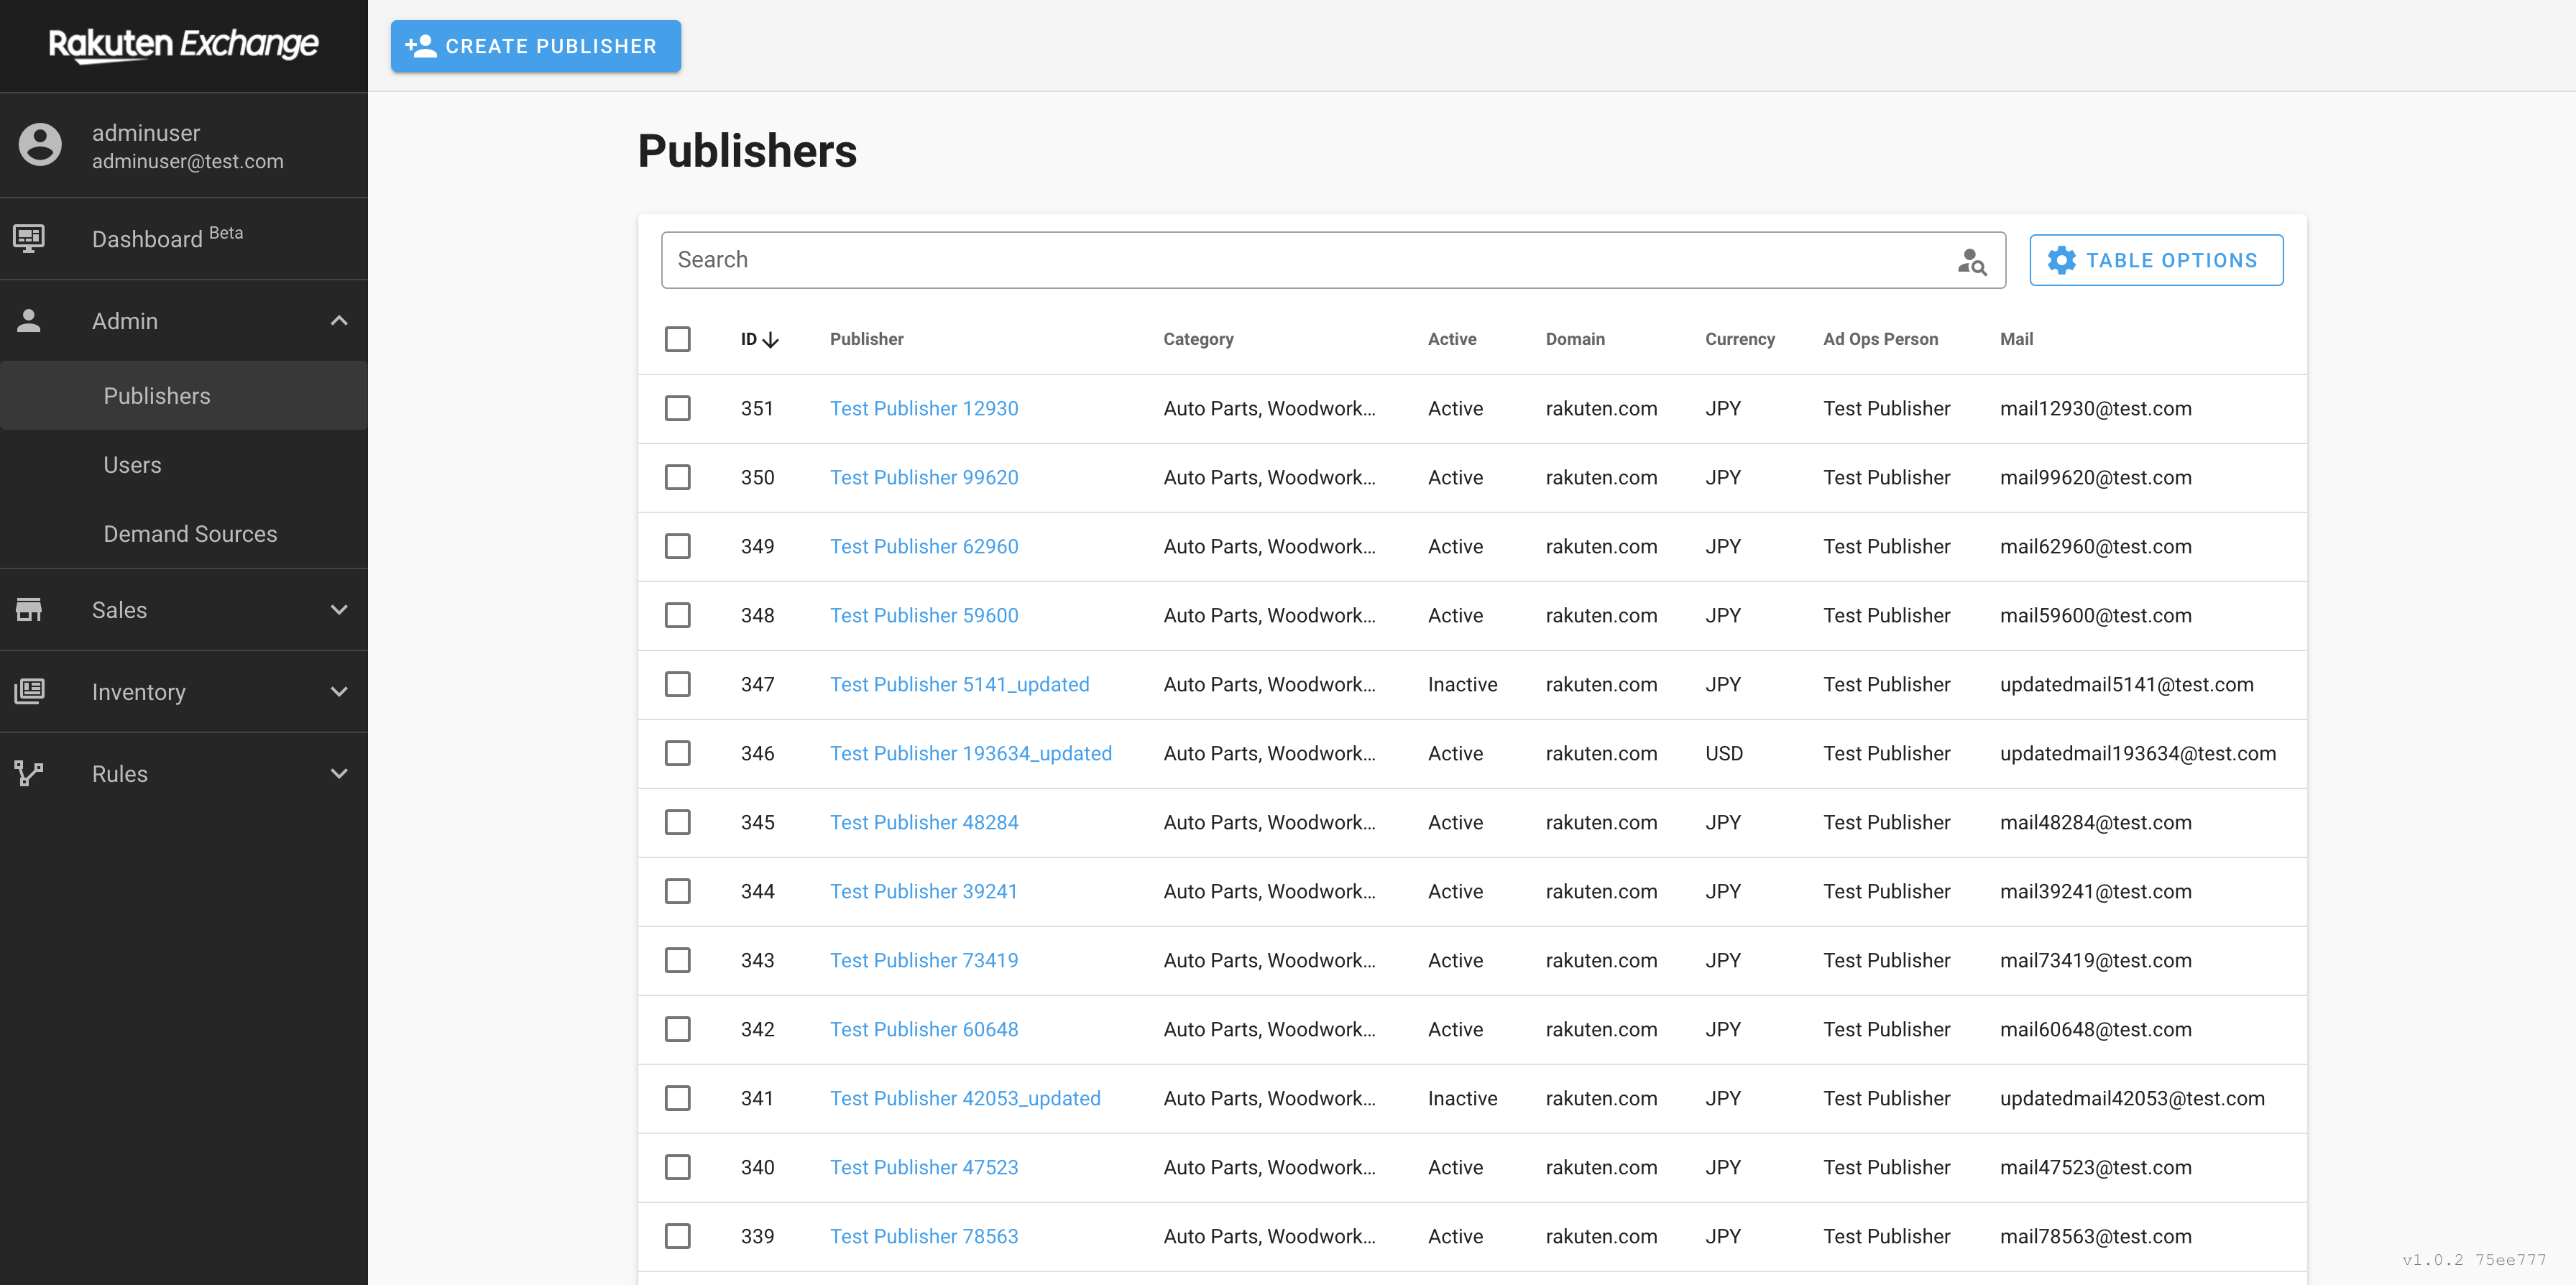 Rakuten Exchange
CREATE PUBLISHER
adminuser
adminuser@test.com
Dashboard Beta
Admin
Publishers
Users
Demand Sources
Sales
Inventory
Rules
Publishers
Search
TABLE OPTIONS
ID Publisher Category Active Domain Currency Ad Ops Person Mail
351 Test Publisher 12930 Auto Parts, Woodwork... Active rakuten.com JPY Test Publisher mail12930@test.com
350 Test Publisher 99620 Auto Parts, Woodwork... Active rakuten.com JPY Test Publisher mail99620@test.com
349 Test Publisher 62960 Auto Parts, Woodwork... Active rakuten.com JPY Test Publisher mail62960@test.com
348 Test Publisher 59600 Auto Parts, Woodwork... Active rakuten.com JPY Test Publisher mail59600@test.com
347 Test Publisher 5141_updated Auto Parts, Woodwork... Inactive rakuten.com JPY Test Publisher updatedmail5141@test.com
346 Test Publisher 193634_updated Auto Parts, Woodwork... Active rakuten.com USD Test Publisher updatedmail193634@test.com
345 Test Publisher 48284 Auto Parts, Woodwork... Active rakuten.com JPY Test Publisher mail48284@test.com
344 Test Publisher 39241 Auto Parts, Woodwork... Active rakuten.com JPY Test Publisher mail39241@test.com
343 Test Publisher 73419 Auto Parts, Woodwork... Active rakuten.com JPY Test Publisher mail73419@test.com
342 Test Publisher 60648 Auto Parts, Woodwork... Active rakuten.com JPY Test Publisher mail60648@test.com
341 Test Publisher 42053_updated Auto Parts, Woodwork... Inactive rakuten.com JPY Test Publisher updatedmail42053@test.com
340 Test Publisher 47523 Auto Parts, Woodwork... Active rakuten.com JPY Test Publisher mail47523@test.com
339 Test Publisher 78563 Auto Parts, Woodwork... Active rakuten.com JPY Test Publisher mail78563@test.com
v1.0.2 75ee777